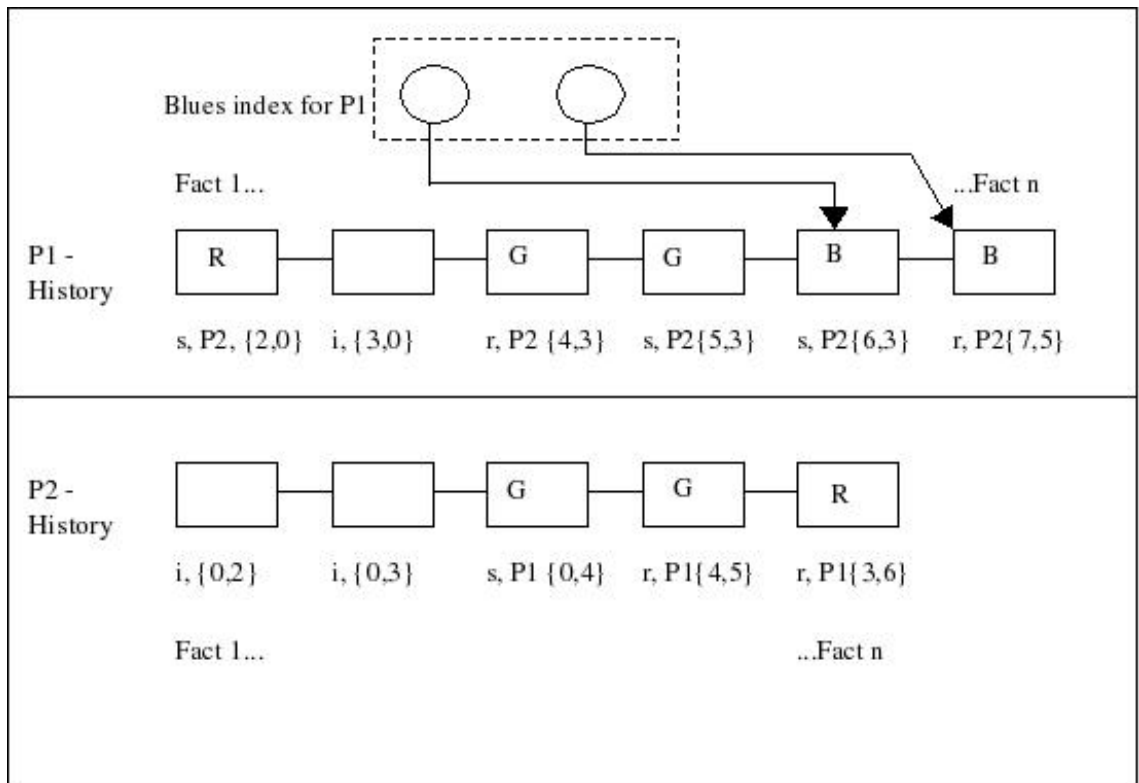 Blues index for P1
Fact 1... ...Fact n
P1 - History
R G G B B
s, P2, {2,0} i, {3,0} r, P2 {4,3} s, P2{5,3} s, P2{6,3} r, P2{7,5}
P2 - History
G G R
i, {0,2} i, {0,3} s, P1 {0,4} r, P1{4,5} r, P1{3,6}
Fact 1... ...Fact n